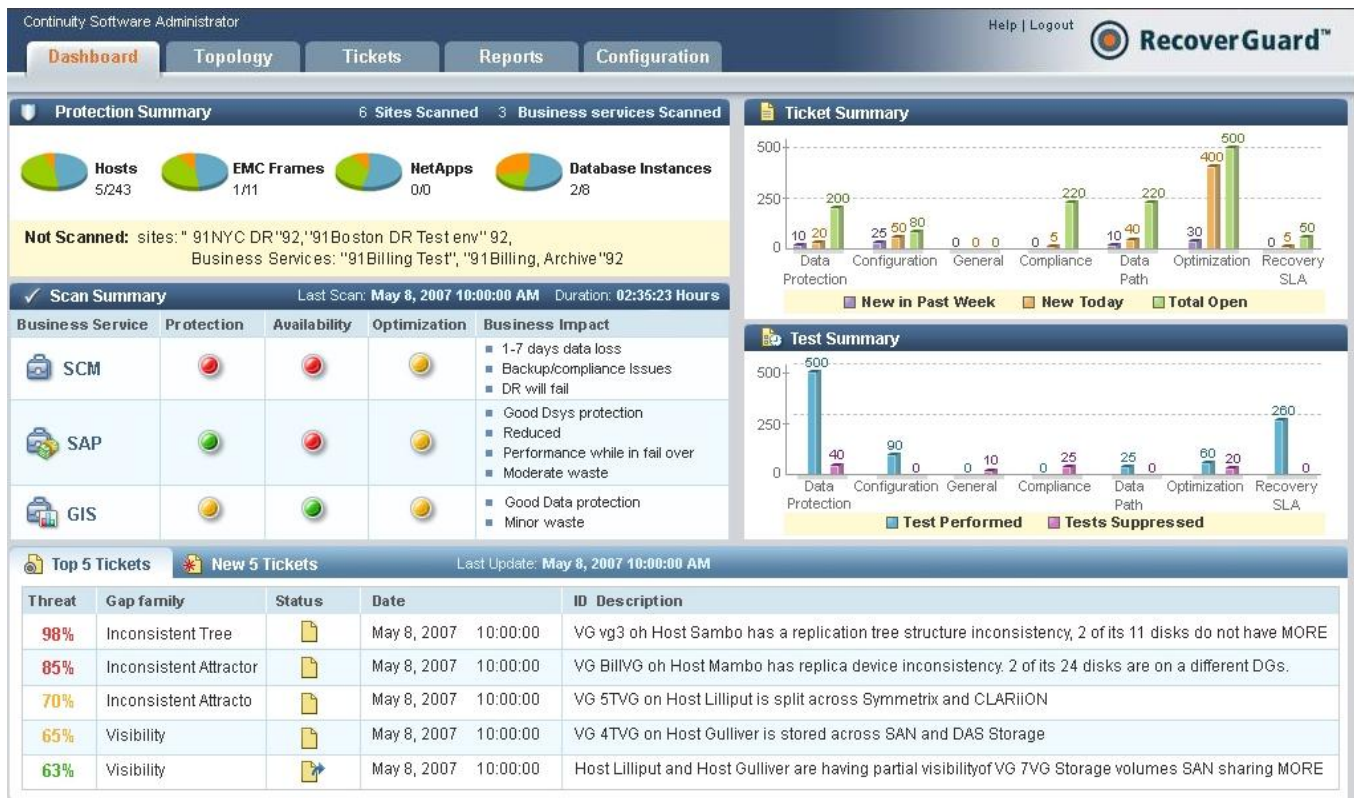 Continuity Software Administrator
Help | Logout
RecoverGuard™
Dashboard Topology Tickets Reports Configuration
Protection Summary 6 Sites Scanned 3 Business services Scanned
Hosts
5/243
EMC Frames
1/11
NetApps
0/0
Database Instances
2/8
Not Scanned: sites: " 91NYC DR"92,"91Boston DR Test env" 92,
Business Services: "91Billing Test", "91Billing, Archive"92
Scan Summary Last Scan: May 8, 2007 10:00:00 AM Duration: 02:35:23 Hours
Business Service Protection Availability Optimization Business Impact
SCM
1-7 days data loss
Backup/compliance Issues
DR will fail
SAP
Good Dsys protection
Reduced
Performance while in fail over
Moderate waste
GIS
Good Data protection
Minor waste
Ticket Summary
500
250
0
10 20 200
25 50 80
0 0 0
0 5 220
10 40 220
30 400 500
0 5 50
Data Protection
Configuration
General
Compliance
Data Path
Optimization
Recovery SLA
New in Past Week New Today Total Open
Test Summary
500
250
0
500 40
90 0
0 10
0 25
25 0
60 20
260 0
Data Protection
Configuration
General
Compliance
Data Path
Optimization
Recovery SLA
Test Performed Tests Suppressed
Top 5 Tickets New 5 Tickets Last Update: May 8, 2007 10:00:00 AM
Threat Gap family Status Date ID Description
98% Inconsistent Tree May 8, 2007 10:00:00 VG vg3 oh Host Sambo has a replication tree structure inconsistency, 2 of its 11 disks do not have MORE
85% Inconsistent Attractor May 8, 2007 10:00:00 VG BillVG oh Host Mambo has replica device inconsistency. 2 of its 24 disks are on a different DGs.
70% Inconsistent Attracto May 8, 2007 10:00:00 VG 5TVG on Host Lilliput is split across Symmetrix and CLARiiON
65% Visibility May 8, 2007 10:00:00 VG 4TVG on Host Gulliver is stored across SAN and DAS Storage
63% Visibility May 8, 2007 10:00:00 Host Lilliput and Host Gulliver are having partial visibilityof VG 7VG Storage volumes SAN sharing MORE